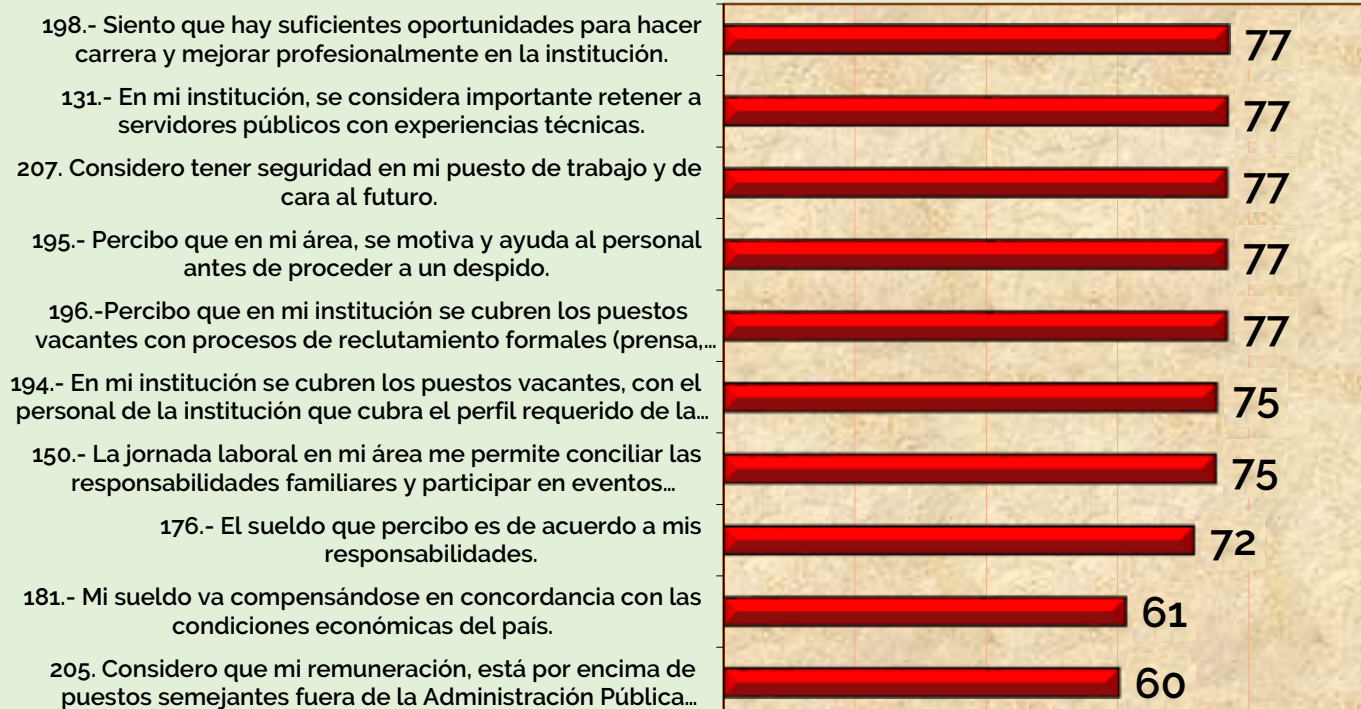 198.- Siento que hay suficientes oportunidades para hacer
carrera y mejorar profesionalmente en la institución.
77
131.- En mi institución, se considera importante retener a
servidores públicos con experiencias técnicas.
77
207. Considero tener seguridad en mi puesto de trabajo y de
cara al futuro.
77
195.- Percibo que en mi área, se motiva y ayuda al personal
antes de proceder a un despido.
77
196.-Percibo que en mi institución se cubren los puestos
vacantes con procesos de reclutamiento formales (prensa,…
77
194.- En mi institución se cubren los puestos vacantes, con el
personal de la institución que cubra el perfil requerido de la…
75
150.- La jornada laboral en mi área me permite conciliar las
responsabilidades familiares y participar en eventos…
75
176.- El sueldo que percibo es de acuerdo a mis
responsabilidades.
72
181.- Mi sueldo va compensándose en concordancia con las
condiciones económicas del país.
61
205. Considero que mi remuneración, está por encima de
puestos semejantes fuera de la Administración Pública…
60